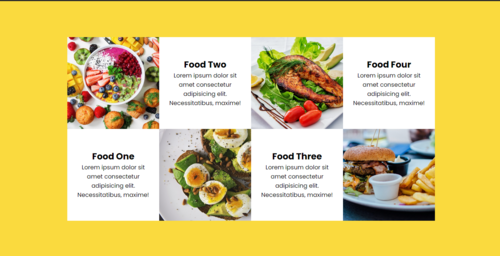 Food Two
Lorem ipsum dolor sit
amet consectetur
adipisicing elit.
Necessitatibus, maxime!
Food Four
Lorem ipsum dolor sit
amet consectetur
adipisicing elit.
Necessitatibus, maxime!
Food One
Lorem ipsum dolor sit
amet consectetur
adipisicing elit.
Necessitatibus, maxime!
Food Three
Lorem ipsum dolor sit
amet consectetur
adipisicing elit.
Necessitatibus, maxime!